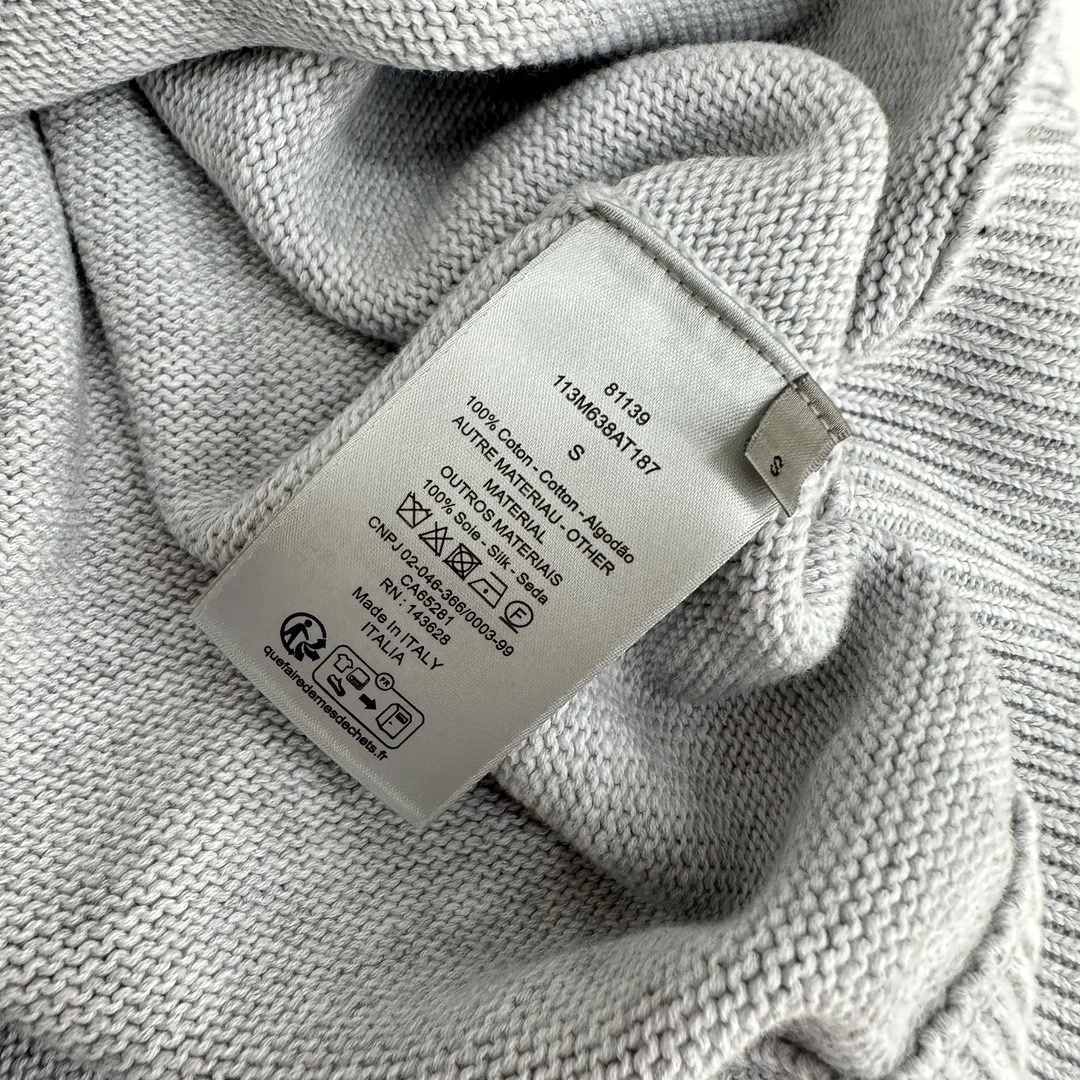 81139
113M638AT187
S
100% Coton - Cotton - Algodão
AUTRE MATERIAU - OTHER
MATERIAL
OUTROS MATERIAIS
100% Soie - Silk - Seda
F
CNPJ 02-046-366/0003-99
CA65281
RN : 143628
Made In ITALY
ITALIA
FR
quefairedemesdechets.fr
S